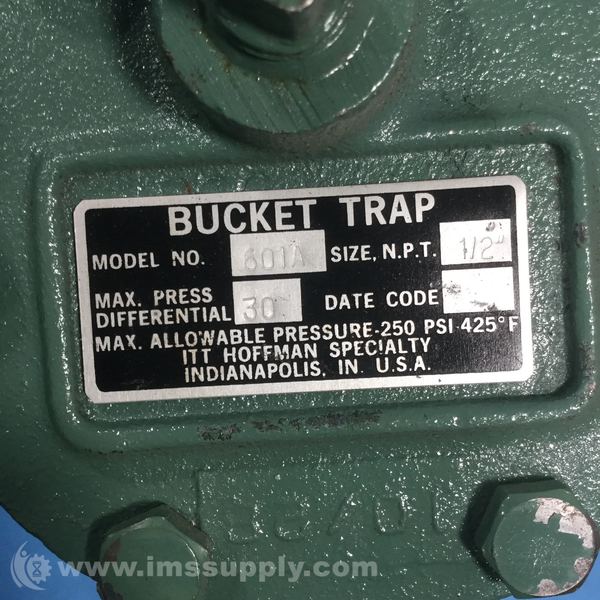 BUCKET TRAP
MODEL NO. 601A SIZE, N.P.T. 1/2"
MAX. PRESS DIFFERENTIAL 30 DATE CODE
MAX. ALLOWABLE PRESSURE-250 PSI-425°F
ITT HOFFMAN SPECIALTY
INDIANAPOLIS, IN. U.S.A.
www.imssupply.com